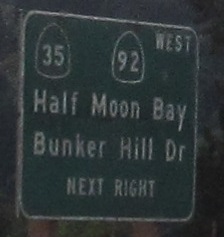 35 92 WEST
Half Moon Bay
Bunker Hill Dr
NEXT RIGHT